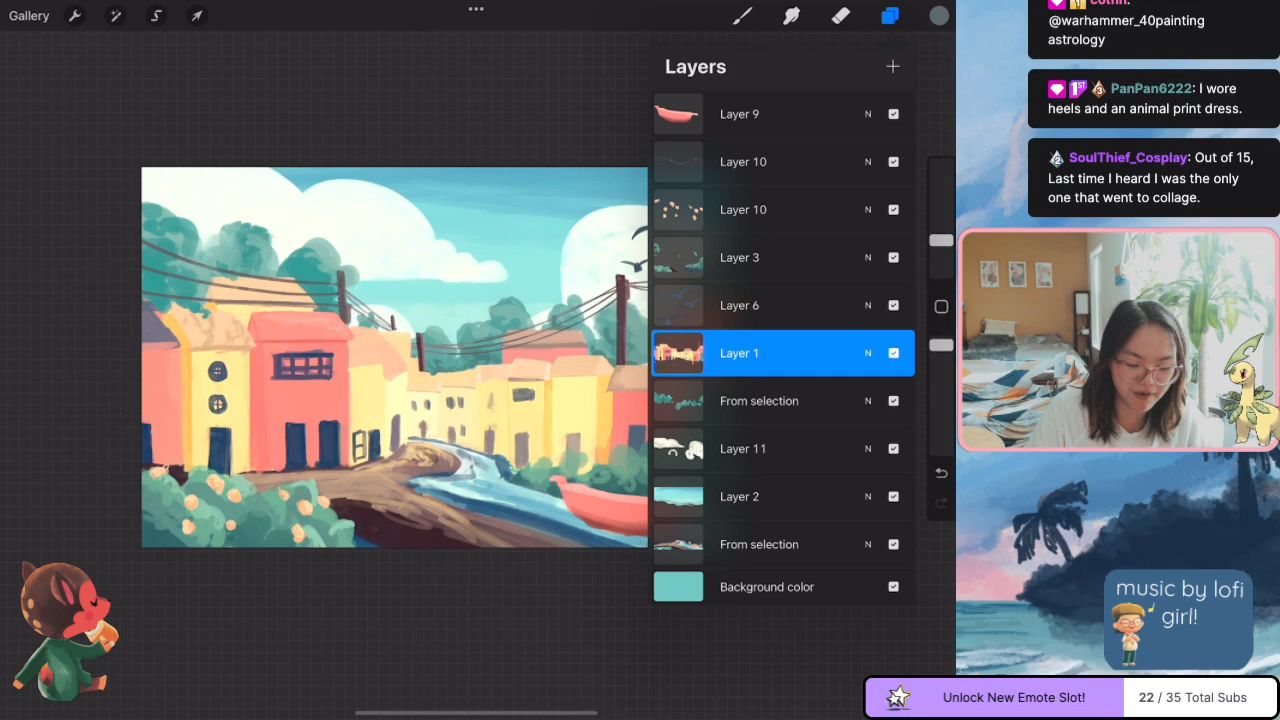 Gallery
Layers
Layer 9 N
Layer 10 N
Layer 10 N
Layer 3 N
Layer 6 N
Layer 1 N
From selection N
Layer 11 N
Layer 2 N
From selection N
Background color
@warhammer_40painting
astrology
1ST 3 PanPan6222: I wore
heels and an animal print dress.
2 SoulThief_Cosplay: Out of 15,
Last time I heard I was the only
one that went to collage.
music by lofi
girl!
Unlock New Emote Slot! 22 / 35 Total Subs